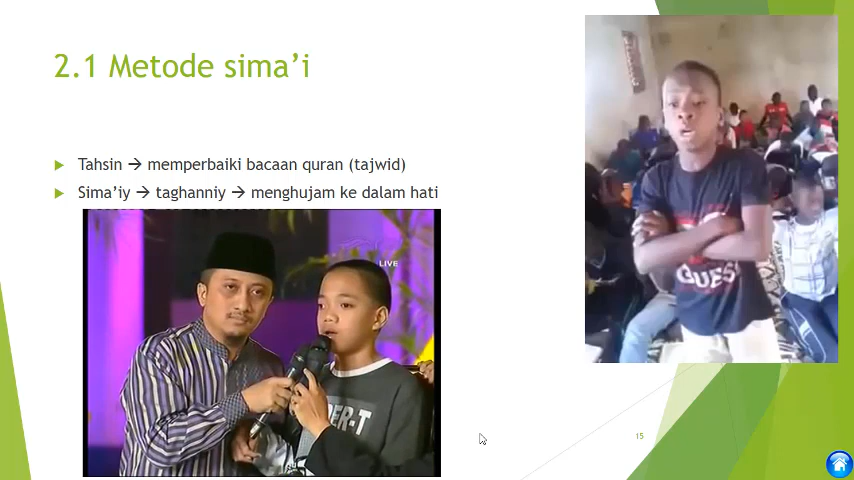 2.1 Metode sima’i
Tahsin → memperbaiki bacaan quran (tajwid)
Sima’iy → taghanniy → menghujam ke dalam hati
LIVE
PER-T
GUESS
15